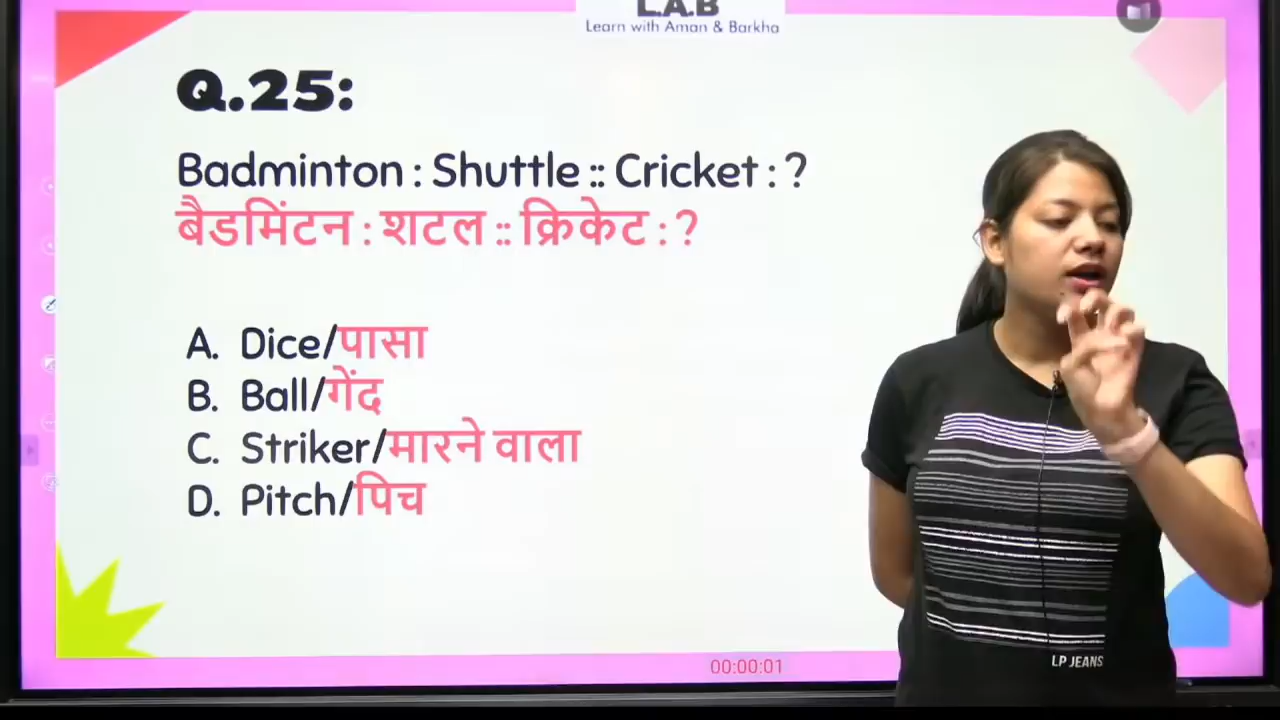 L.A.B
Learn with Aman & Barkha
Q.25:
Badminton : Shuttle :: Cricket : ?
बैडमिंटन : शटल :: क्रिकेट : ?
A. Dice/पासा
B. Ball/गेंद
C. Striker/मारने वाला
D. Pitch/पिच
LP JEANS
00:00:01